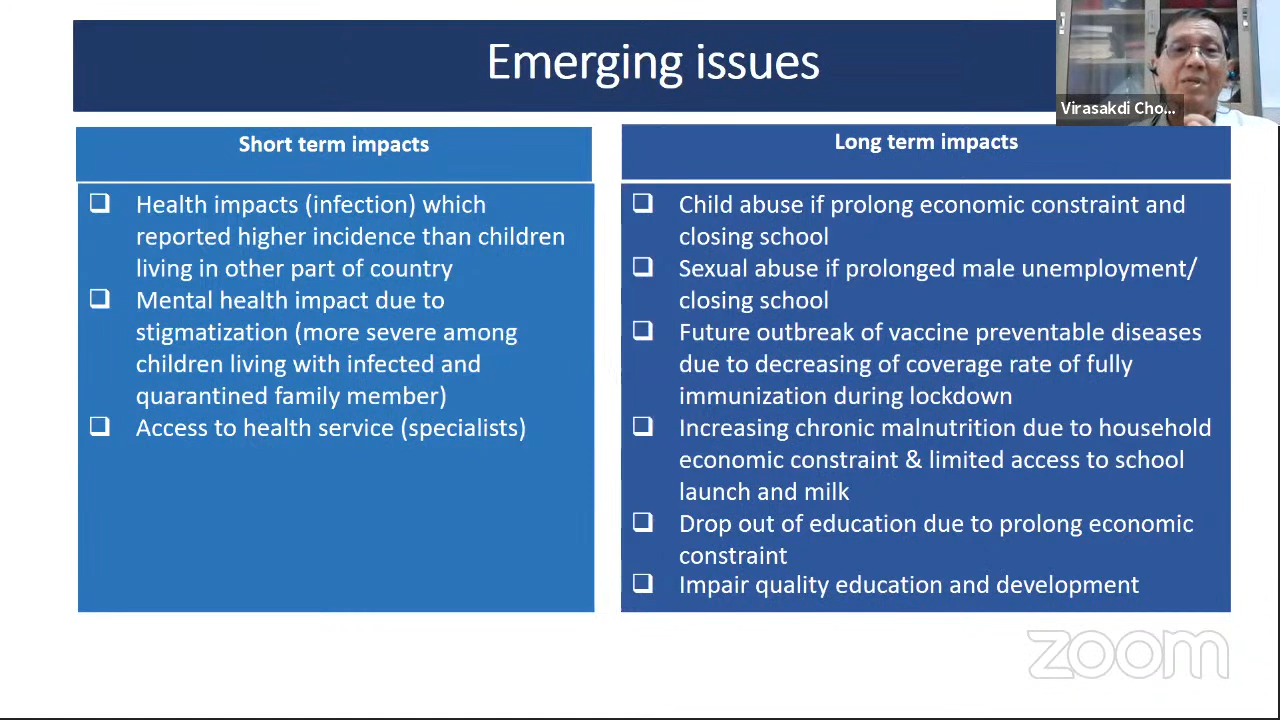 Emerging issues
Virasakdi Cho...
Short term impacts
Health impacts (infection) which
reported higher incidence than children
living in other part of country
Mental health impact due to
stigmatization (more severe among
children living with infected and
quarantined family member)
Access to health service (specialists)
Long term impacts
Child abuse if prolong economic constraint and
closing school
Sexual abuse if prolonged male unemployment/
closing school
Future outbreak of vaccine preventable diseases
due to decreasing of coverage rate of fully
immunization during lockdown
Increasing chronic malnutrition due to household
economic constraint & limited access to school
launch and milk
Drop out of education due to prolong economic
constraint
Impair quality education and development
zoom